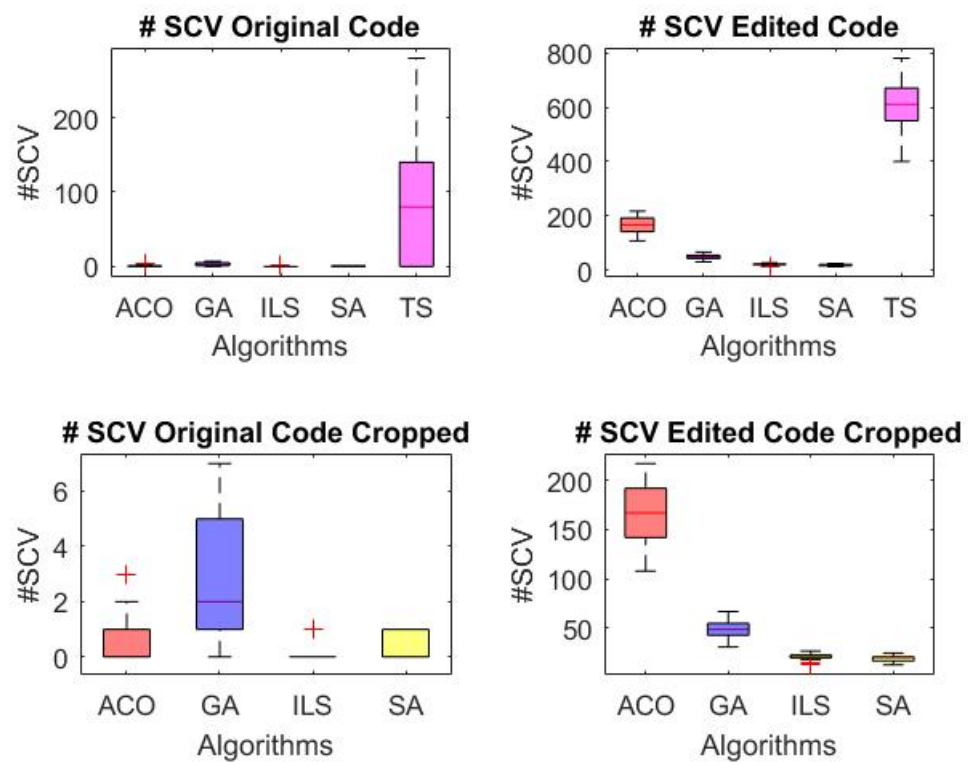 # SCV Original Code
#SCV
200
100
0
ACO GA ILS SA TS
Algorithms
# SCV Edited Code
#SCV
800
600
400
200
0
ACO GA ILS SA TS
Algorithms
# SCV Original Code Cropped
#SCV
6
4
2
0
ACO GA ILS SA
Algorithms
# SCV Edited Code Cropped
#SCV
200
150
100
50
ACO GA ILS SA
Algorithms